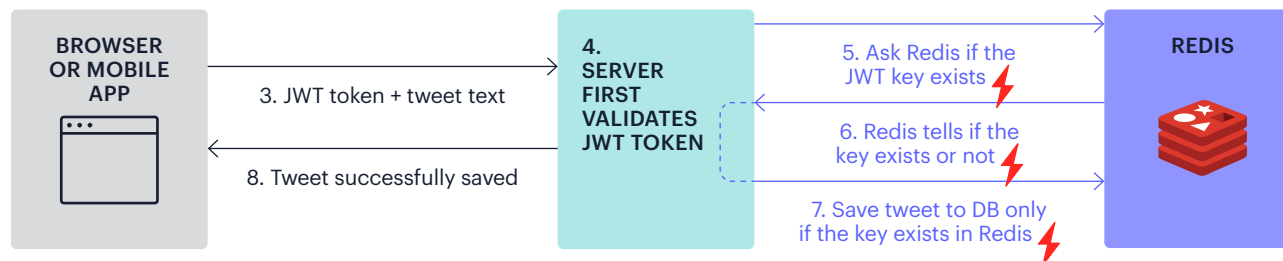 BROWSER
OR MOBILE
APP
3. JWT token + tweet text
8. Tweet successfully saved
4.
SERVER
FIRST
VALIDATES
JWT TOKEN
5. Ask Redis if the
JWT key exists
6. Redis tells if the
key exists or not
7. Save tweet to DB only
if the key exists in Redis
REDIS